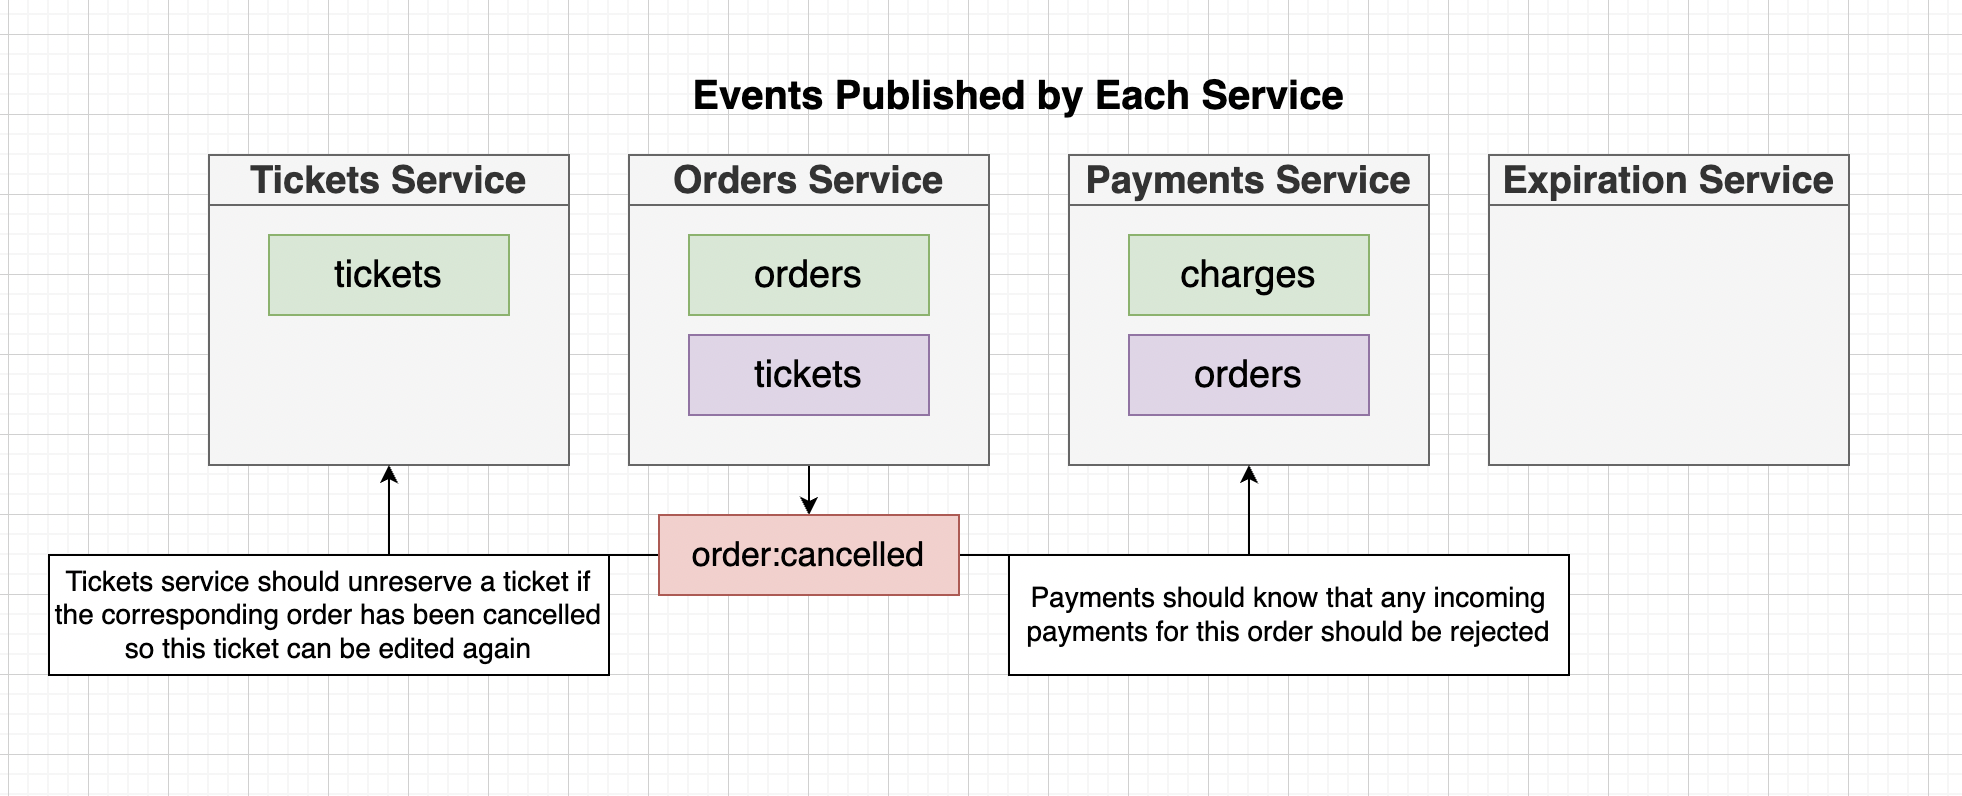 Events Published by Each Service
Tickets Service
Orders Service
Payments Service
Expiration Service
tickets
orders
charges
tickets
orders
order:cancelled
Tickets service should unreserve a ticket if
the corresponding order has been cancelled
so this ticket can be edited again
Payments should know that any incoming
payments for this order should be rejected